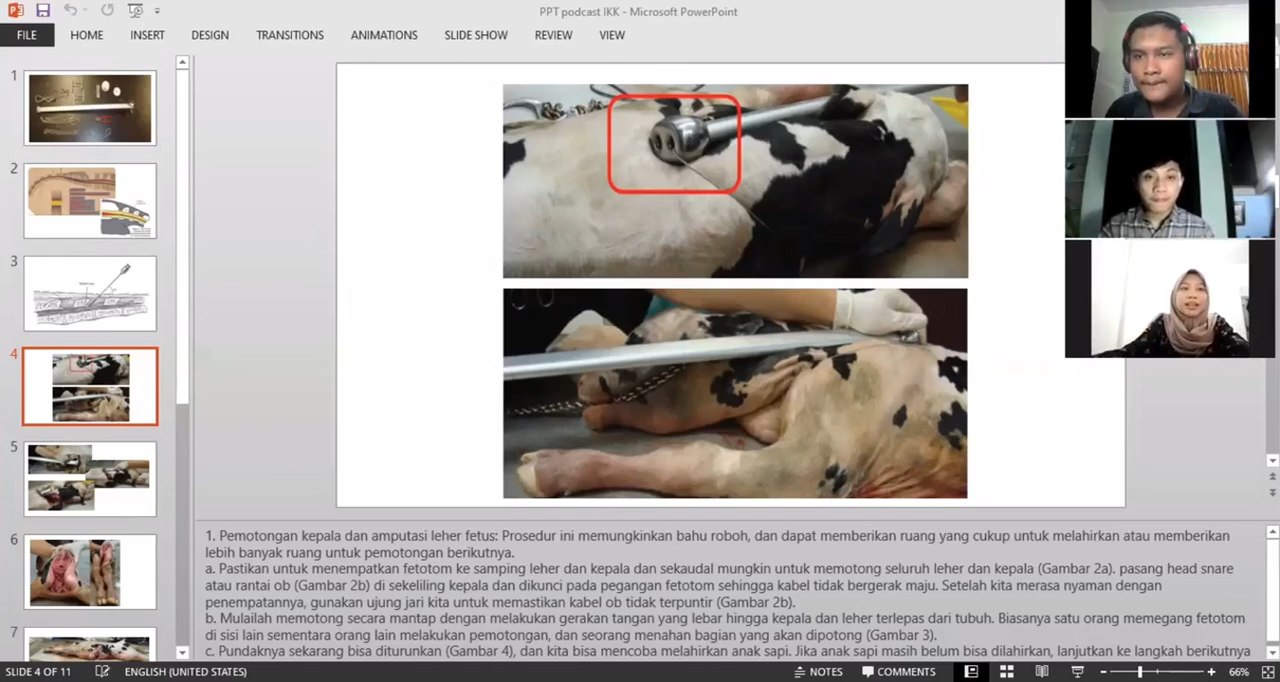 PPT podcast IKK - Microsoft PowerPoint
FILE HOME INSERT DESIGN TRANSITIONS ANIMATIONS SLIDE SHOW REVIEW VIEW
1
2
3
4
5
6
7
1. Pemotongan kepala dan amputasi leher fetus: Prosedur ini memungkinkan bahu roboh, dan dapat memberikan ruang yang cukup untuk melahirkan atau memberikan
lebih banyak ruang untuk pemotongan berikutnya.
a. Pastikan untuk menempatkan fetotom ke samping leher dan kepala dan sekaudal mungkin untuk memotong seluruh leher dan kepala (Gambar 2a). pasang head snare
atau rantai ob (Gambar 2b) di sekeliling kepala dan dikunci pada pegangan fetotom sehingga kabel tidak bergerak maju. Setelah kita merasa nyaman dengan
penempatannya, gunakan ujung jari kita untuk memastikan kabel ob tidak terpuntir (Gambar 2b).
b. Mulailah memotong secara mantap dengan melakukan gerakan tangan yang lebar hingga kepala dan leher terlepas dari tubuh. Biasanya satu orang memegang fetotom
di sisi lain sementara orang lain melakukan pemotongan, dan seorang menahan bagian yang akan dipotong (Gambar 3).
c. Pundaknya sekarang bisa diturunkan (Gambar 4), dan kita bisa mencoba melahirkan anak sapi. Jika anak sapi masih belum bisa dilahirkan, lanjutkan ke langkah berikutnya
SLIDE 4 OF 11 ENGLISH (UNITED STATES) NOTES COMMENTS 66%